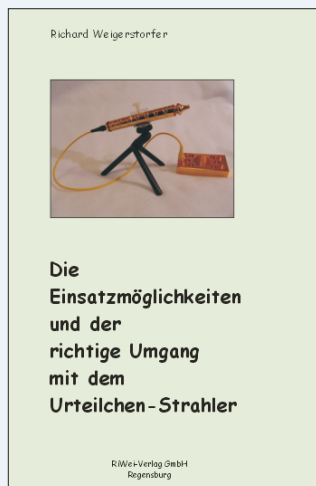 Richard Weigerstorfer
Die
Einsatzmöglichkeiten
und der
richtige Umgang
mit dem
Urteilchen-Strahler
RiWei-Verlag GmbH
Regensburg